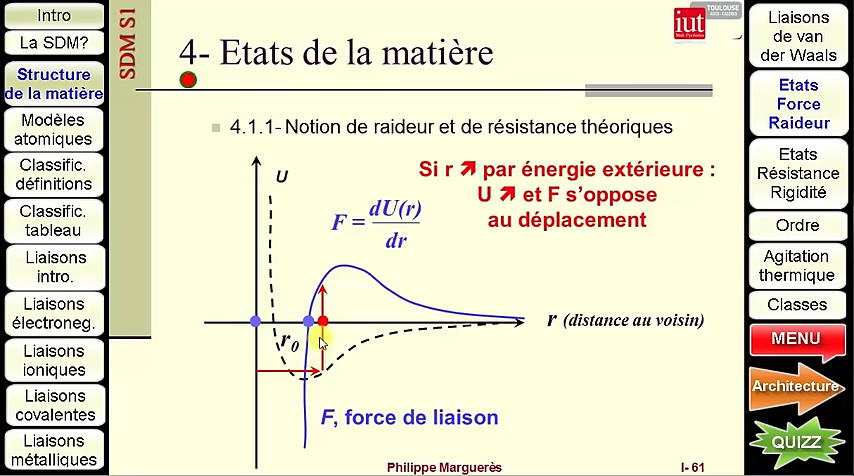 Intro
La SDM?
Structure
de la matière
Modèles
atomiques
Classific.
définitions
Classific.
tableau
Liaisons
intro.
Liaisons
électroneg.
Liaisons
ioniques
Liaisons
covalentes
Liaisons
métalliques
SDM S1
4- Etats de la matière
iut
TOULOUSE
4.1.1- Notion de raideur et de résistance théoriques
U
Si r ↗ par énergie extérieure :
U ↗ et F s’oppose
au déplacement
F = dU(r)
dr
r (distance au voisin)
r₀
F, force de liaison
Philippe Marguerès
I- 61
Liaisons
de van
der Waals
Etats
Force
Raideur
Etats
Résistance
Rigidité
Ordre
Agitation
thermique
Classes
MENU
Architecture
QUIZZ